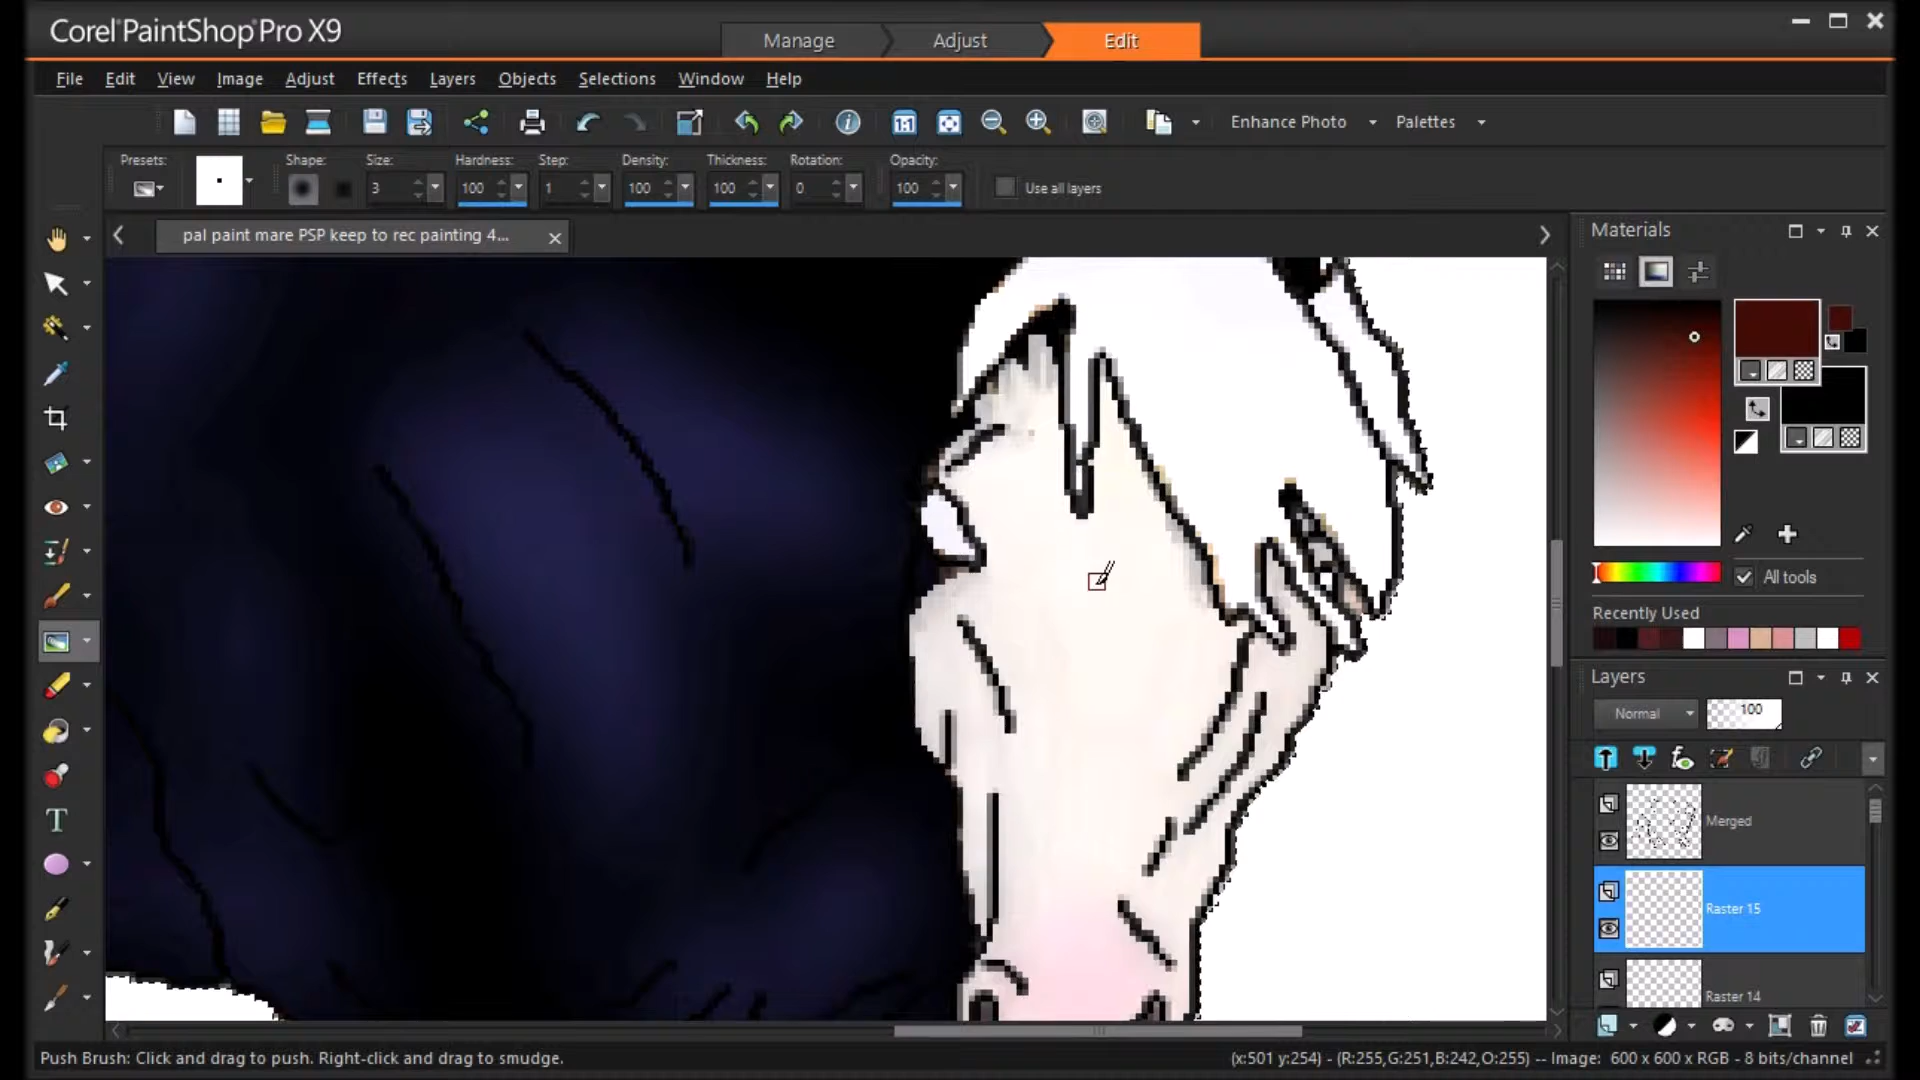 Corel PaintShop Pro X9
Manage Adjust Edit
File Edit View Image Adjust Effects Layers Objects Selections Window Help
1:1 Enhance Photo Palettes
Presets: Shape: Size: Hardness: Step: Density: Thickness: Rotation: Opacity:
3 100 1 100 100 0 100 Use all layers
pal paint mare PSP keep to rec painting 4...
Materials
All tools
Recently Used
Layers
Normal 100
Merged
Raster 15
Raster 14
Push Brush: Click and drag to push. Right-click and drag to smudge. (x:501 y:254) - (R:255,G:251,B:242,O:255) -- Image: 600 x 600 x RGB - 8 bits/channel